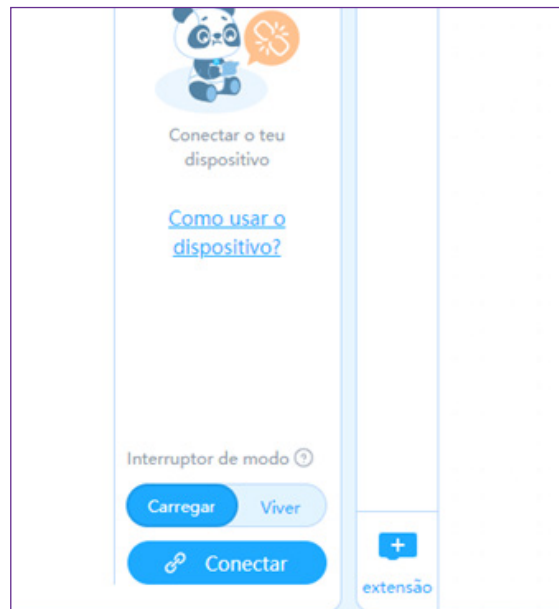 Conectar o teu
dispositivo
Como usar o
dispositivo?
Interruptor de modo
Carregar
Viver
Conectar
extensão